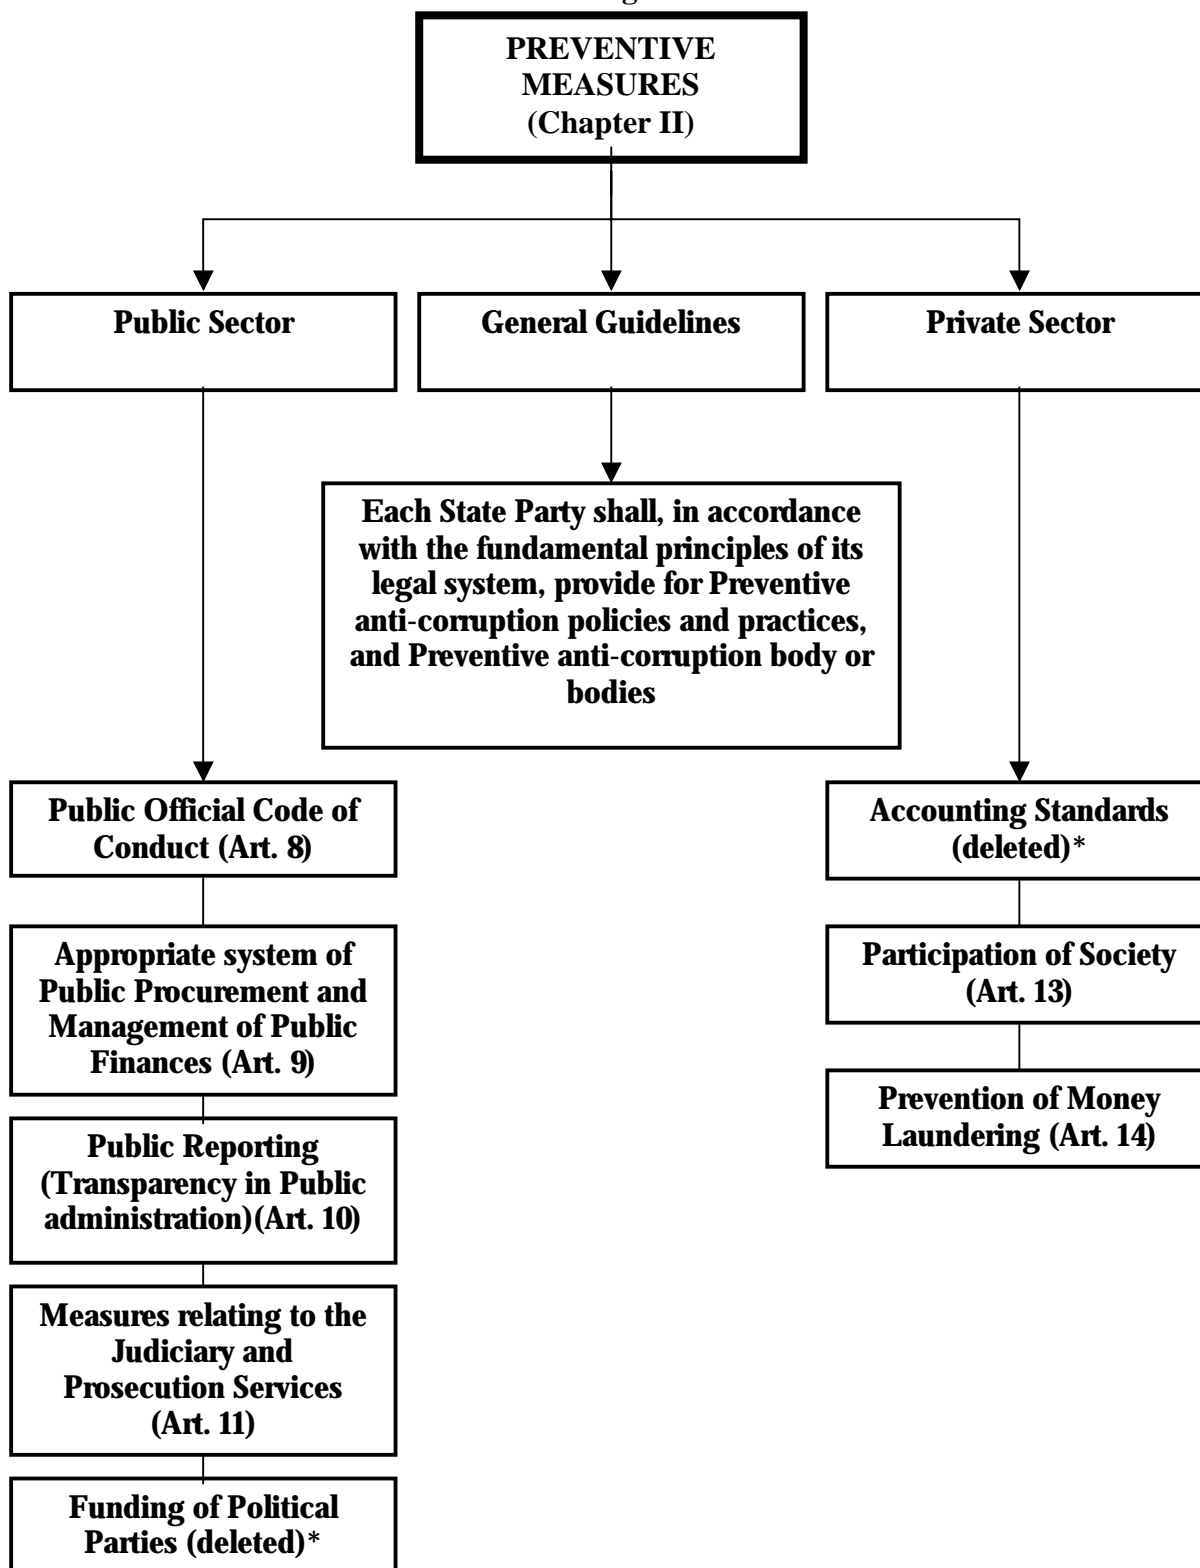 PREVENTIVE
MEASURES
(Chapter II)
Public Sector
General Guidelines
Private Sector
Each State Party shall, in accordance
with the fundamental principles of its
legal system, provide for Preventive
anti-corruption policies and practices,
and Preventive anti-corruption body or
bodies
Public Official Code of
Conduct (Art. 8)
Appropriate system of
Public Procurement and
Management of Public
Finances (Art. 9)
Public Reporting
(Transparency in Public
administration)(Art. 10)
Measures relating to the
Judiciary and
Prosecution Services
(Art. 11)
Funding of Political
Parties (deleted)*
Accounting Standards
(deleted)*
Participation of Society
(Art. 13)
Prevention of Money
Laundering (Art. 14)